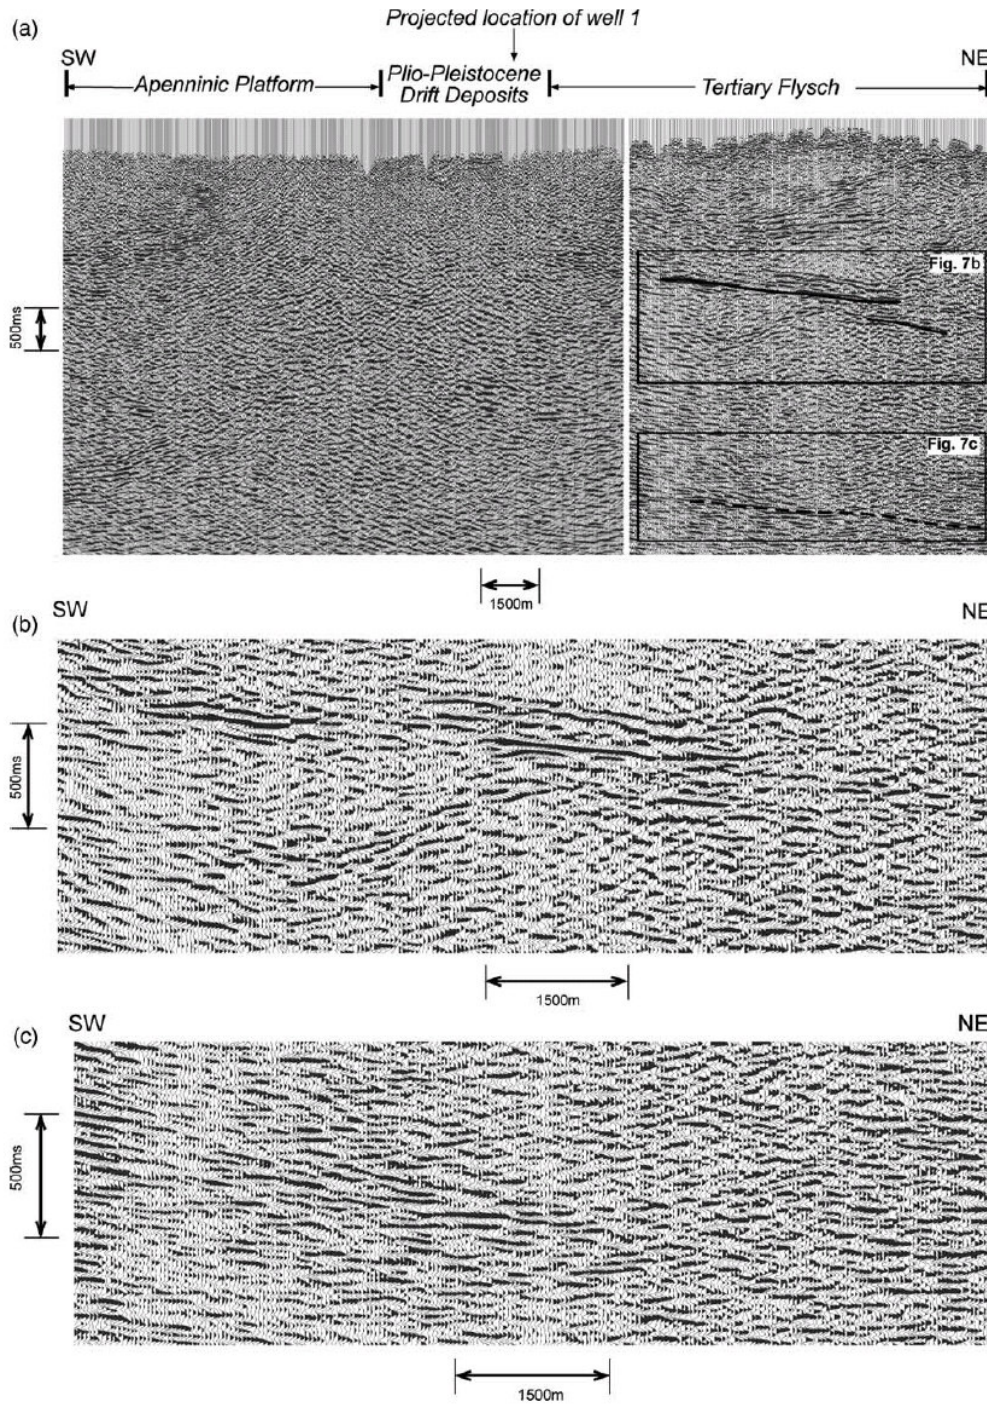 (a)
Projected location of well 1
SW
NE
Apenninic Platform
Plio-Pleistocene
Drift Deposits
Tertiary Flysch
Fig. 7b
500ms
Fig. 7c
1500m
(b)
SW
NE
500ms
1500m
(c)
SW
NE
500ms
1500m